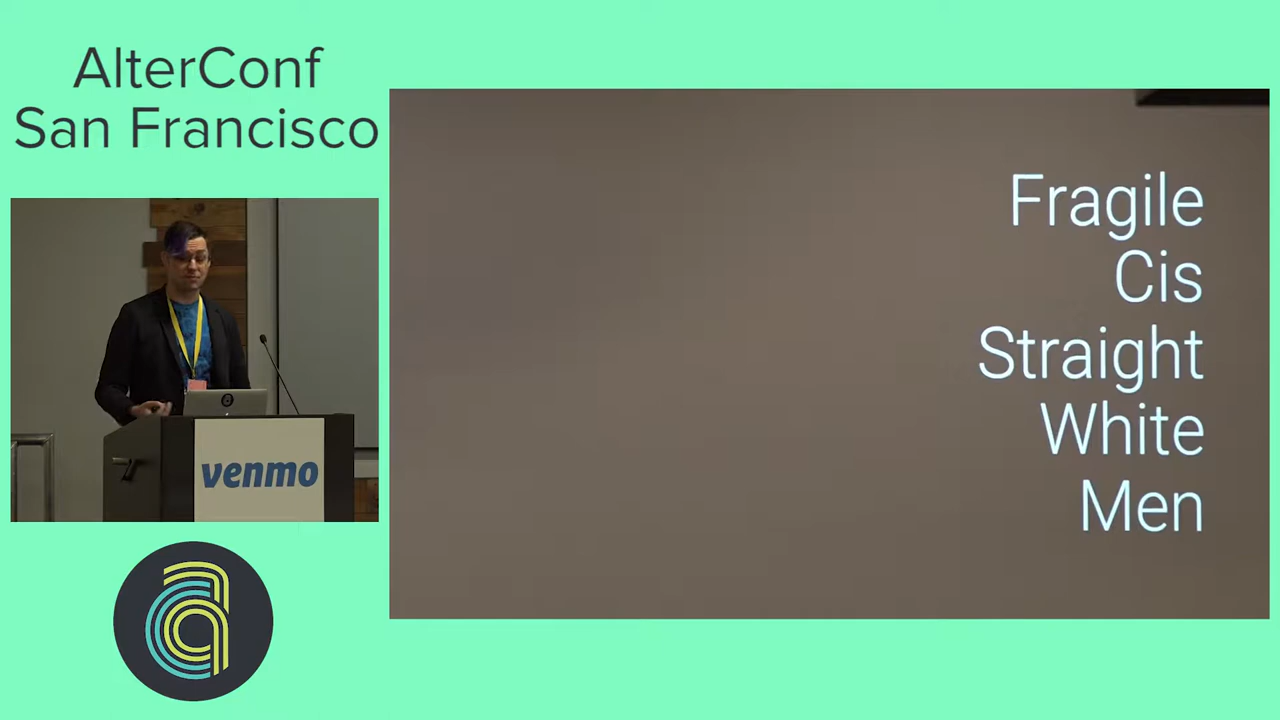 AlterConf
San Francisco
venmo
Fragile
Cis
Straight
White
Men